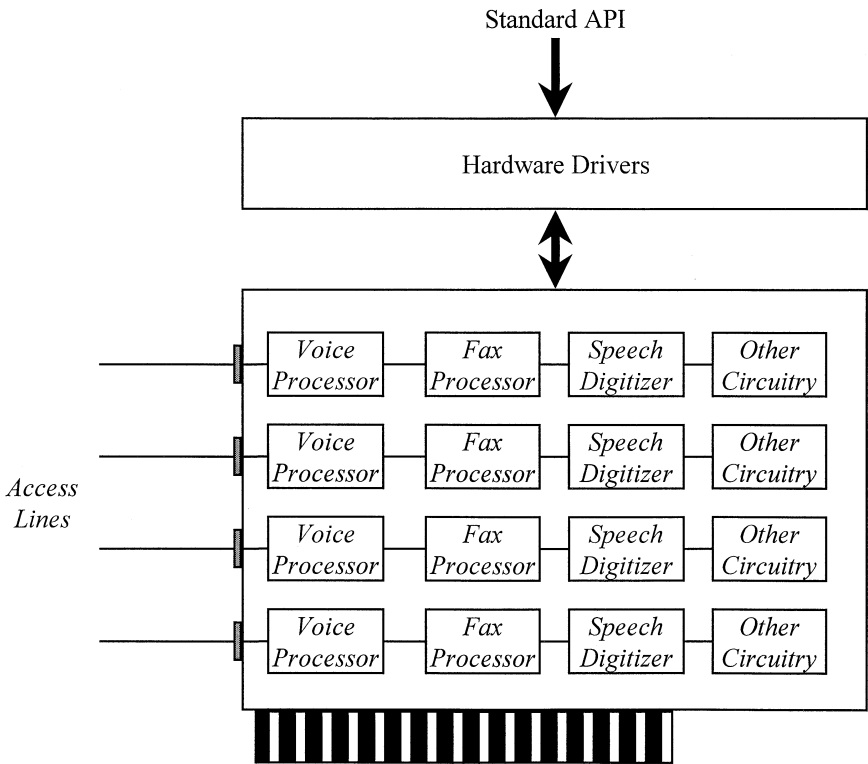 Standard API
Hardware Drivers
Voice
Processor
Fax
Processor
Speech
Digitizer
Other
Circuitry
Voice
Processor
Fax
Processor
Speech
Digitizer
Other
Circuitry
Access
Lines
Voice
Processor
Fax
Processor
Speech
Digitizer
Other
Circuitry
Voice
Processor
Fax
Processor
Speech
Digitizer
Other
Circuitry